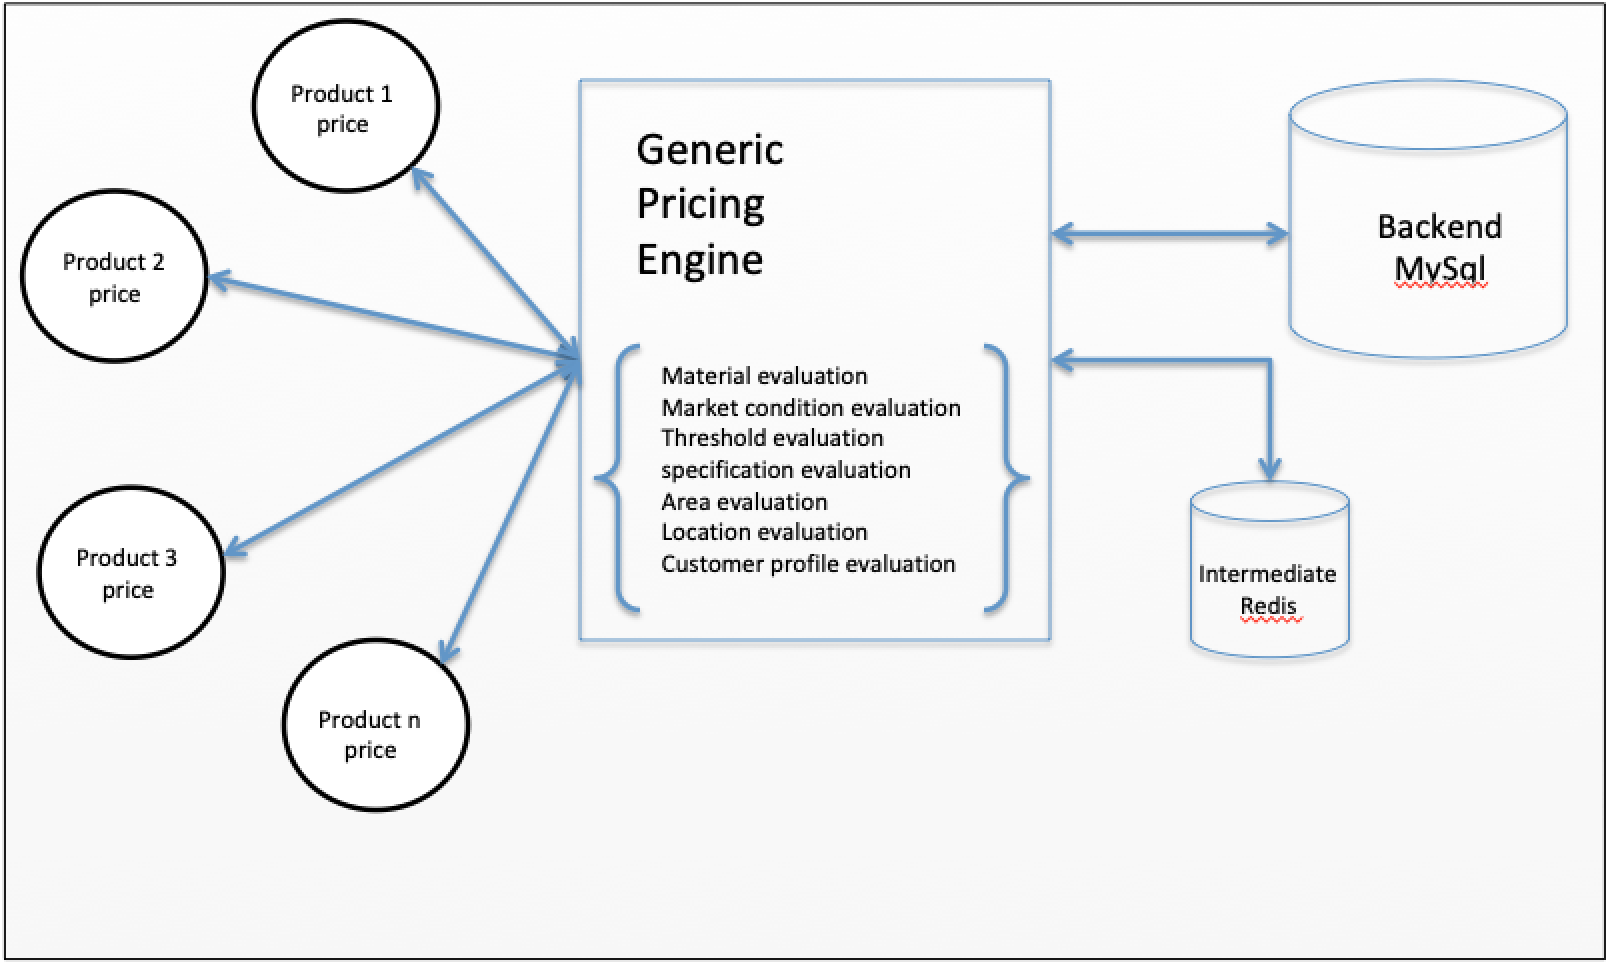 Product 1
price
Product 2
price
Product 3
price
Product n
price
Generic
Pricing
Engine
Material evaluation
Market condition evaluation
Threshold evaluation
specification evaluation
Area evaluation
Location evaluation
Customer profile evaluation
Backend
MySql
Intermediate
Redis